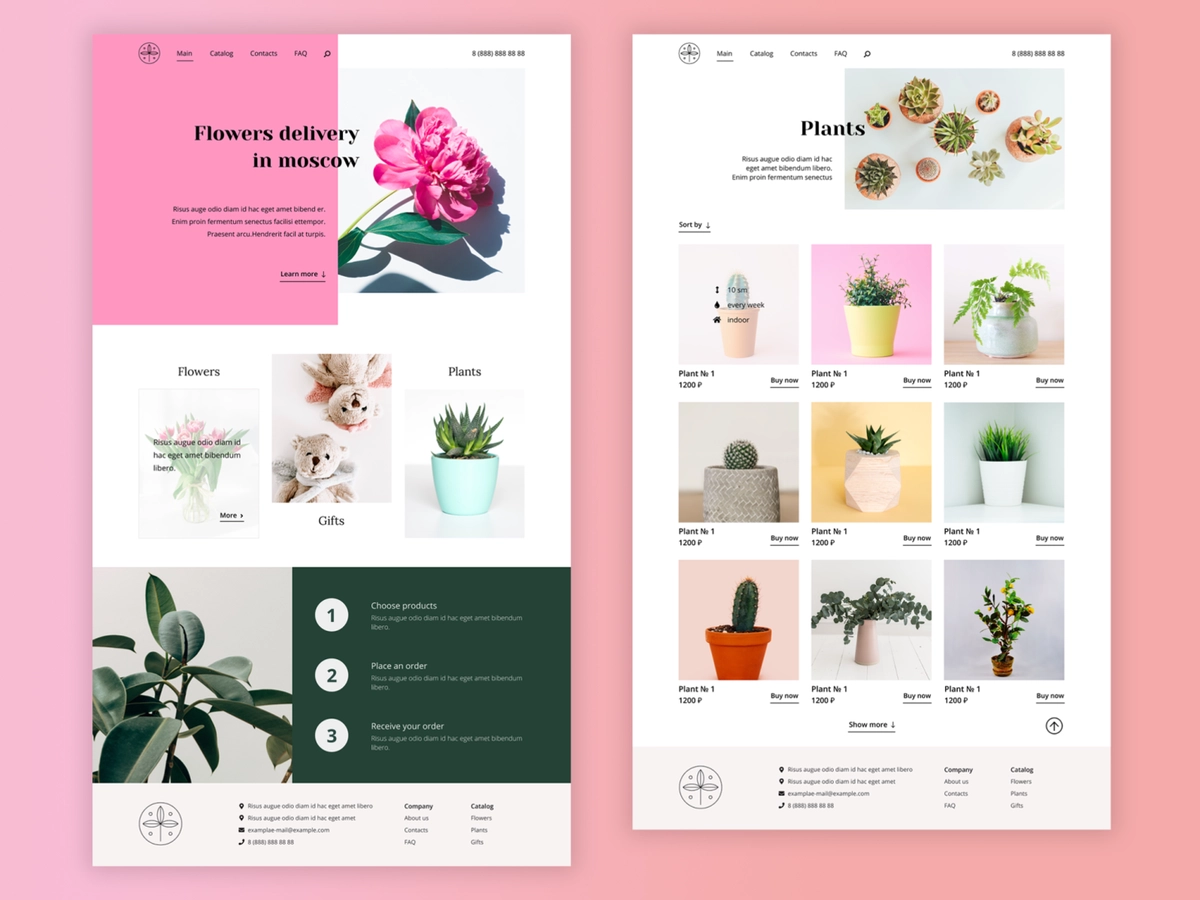 Main Catalog Contacts FAQ 8 (888) 888 88 88
Flowers delivery
in moscow
Risus auge odio diam id hac eget amet bibend er.
Enim proin fermentum senectus facilisi ettempor.
Praesent arcu.Hendrerit facil at turpis.
Learn more ↓
Flowers
Risus augue odio diam id
hac eget amet bibendum
libero.
More ›
Gifts
Plants
1
Choose products
Risus augue odio diam id hac eget amet bibendum
libero.
2
Place an order
Risus augue odio diam id hac eget amet bibendum
libero.
3
Receive your order
Risus augue odio diam id hac eget amet bibendum
libero.
Risus augue odio diam id hac eget amet libero
Risus augue odio diam id hac eget amet
examplae-mail@example.com
8 (888) 888 88 88
Company
About us
Contacts
FAQ
Catalog
Flowers
Plants
Gifts
Main Catalog Contacts FAQ 8 (888) 888 88 88
Plants
Risus augue odio diam id hac
eget amet bibendum libero.
Enim proin fermentum senectus
Sort by ↓
10 sm
every week
indoor
Plant № 1
1200 ₽ Buy now
Plant № 1
1200 ₽ Buy now
Plant № 1
1200 ₽ Buy now
Plant № 1
1200 ₽ Buy now
Plant № 1
1200 ₽ Buy now
Plant № 1
1200 ₽ Buy now
Plant № 1
1200 ₽ Buy now
Plant № 1
1200 ₽ Buy now
Plant № 1
1200 ₽ Buy now
Show more ↓
Risus augue odio diam id hac eget amet libero
Risus augue odio diam id hac eget amet
examplae-mail@example.com
8 (888) 888 88 88
Company
About us
Contacts
FAQ
Catalog
Flowers
Plants
Gifts